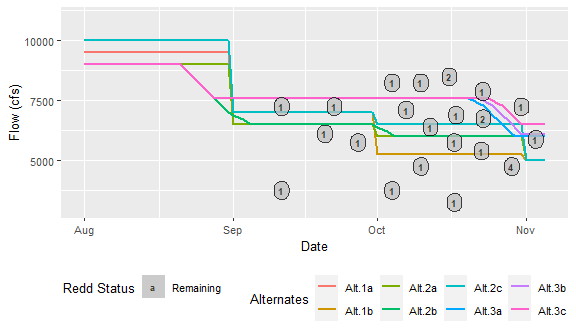 10000
7500
5000
Flow (cfs)
2
1 1
1
1 1 1
1 1 2
1 1
1 1 1
1
1 4
1 1
1
Aug Sep Oct Nov
Date
Redd Status a Remaining
Alternates
Alt.1a Alt.2a Alt.2c Alt.3b
Alt.1b Alt.2b Alt.3a Alt.3c